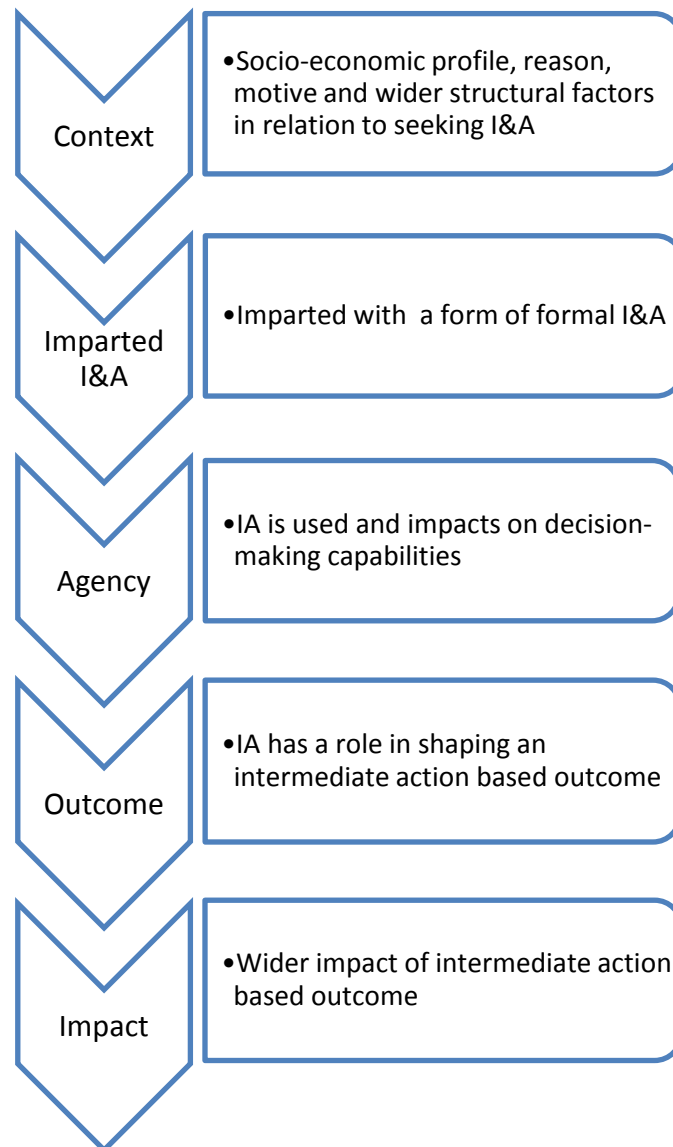 Context
•Socio-economic profile, reason,
motive and wider structural factors
in relation to seeking I&A
Imparted
I&A
•Imparted with a form of formal I&A
Agency
•IA is used and impacts on decision-
making capabilities
Outcome
•IA has a role in shaping an
intermediate action based outcome
Impact
•Wider impact of intermediate action
based outcome